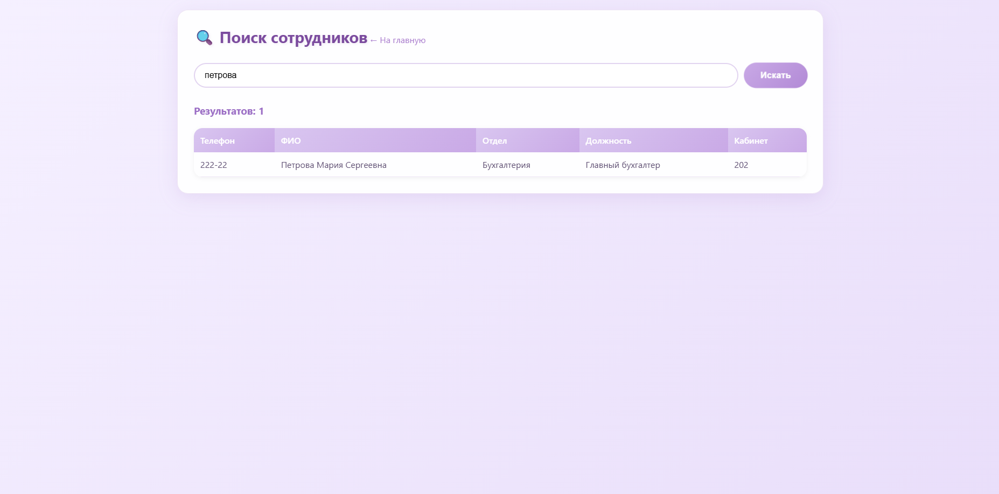 Поиск сотрудников ← На главную
петрова
Искать
Результатов: 1
Телефон ФИО Отдел Должность Кабинет
222-22 Петрова Мария Сергеевна Бухгалтерия Главный бухгалтер 202